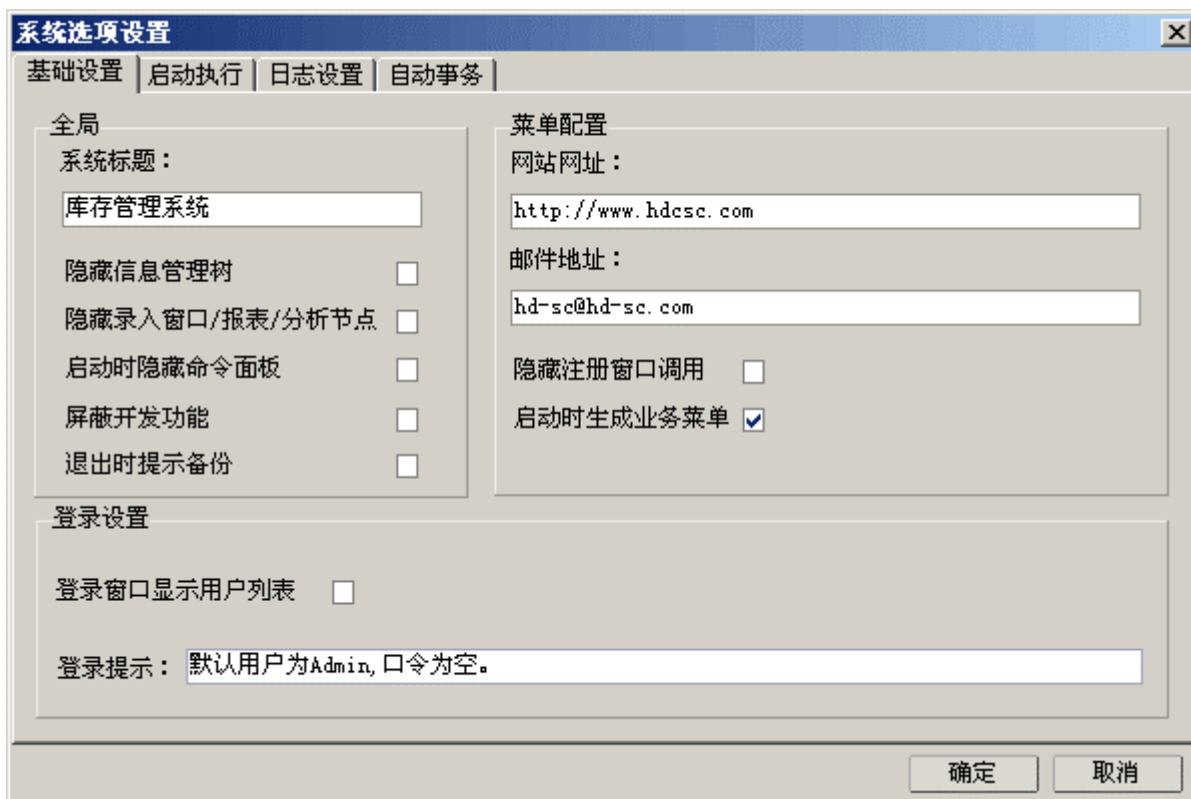 系统选项设置
基础设置 启动执行 日志设置 自动事务
全局
系统标题：
库存管理系统
隐藏信息管理树
隐藏录入窗口/报表/分析节点
启动时隐藏命令面板
屏蔽开发功能
退出时提示备份
菜单配置
网站网址：
http://www.hdcsc.com
邮件地址：
hd-sc@hd-sc.com
隐藏注册窗口调用
启动时生成业务菜单
登录设置
登录窗口显示用户列表
登录提示： 默认用户为Admin,口令为空。
确定 取消